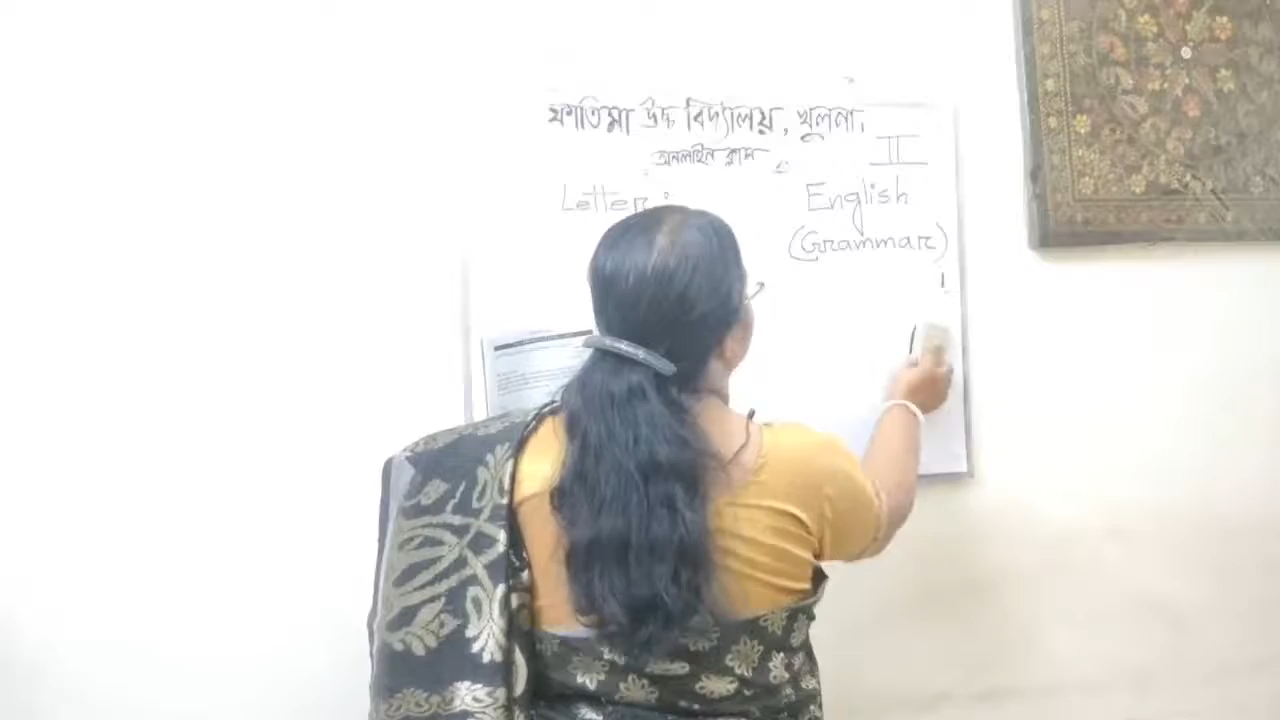 ফাতিমা উচ্চ বিদ্যালয়, খুলনা।
অনলাইন ক্লাস
II
Letter :
English
(Grammar)